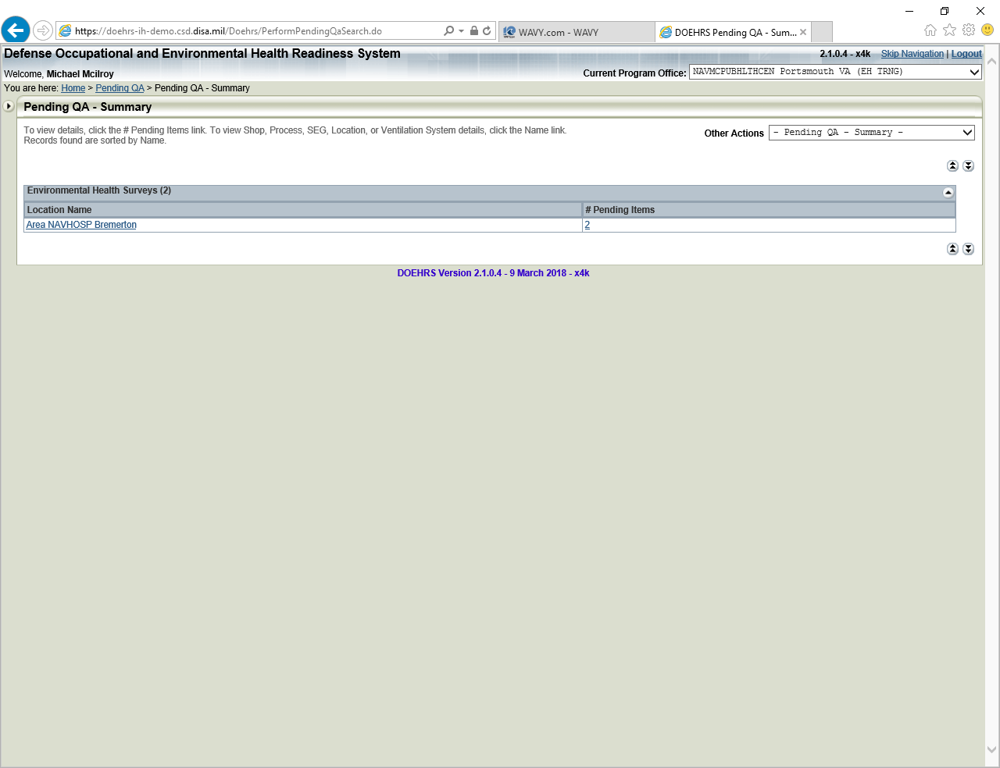 https://doehrs-ih-demo.csd.disa.mil/Doehrs/PerformPendingQaSearch.do
WAVY.com - WAVY
DOEHRS Pending QA - Sum...
Defense Occupational and Environmental Health Readiness System
2.1.0.4 - x4k Skip Navigation | Logout
Welcome, Michael Mcilroy
Current Program Office: NAVMCPUBHLTHCEN Portsmouth VA (EH TRNG)
You are here: Home > Pending QA > Pending QA - Summary
Pending QA - Summary
To view details, click the # Pending Items link. To view Shop, Process, SEG, Location, or Ventilation System details, click the Name link.
Records found are sorted by Name.
Other Actions - Pending QA - Summary -
Environmental Health Surveys (2)
Location Name # Pending Items
Area NAVHOSP Bremerton 2
DOEHRS Version 2.1.0.4 - 9 March 2018 - x4k